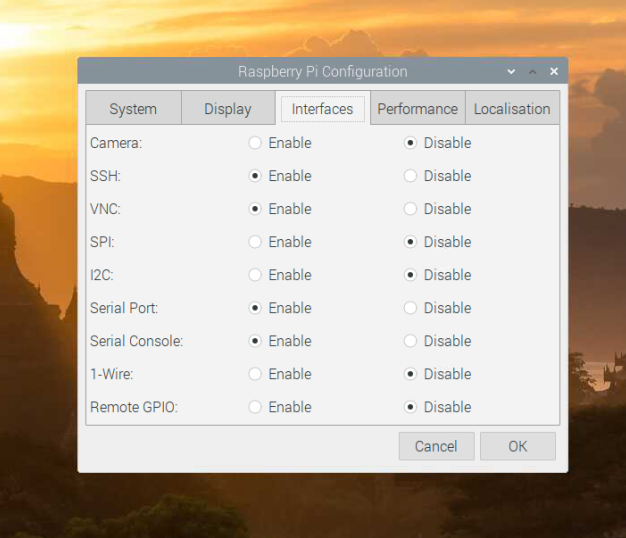 Raspberry Pi Configuration
System Display Interfaces Performance Localisation
Camera: Enable Disable
SSH: Enable Disable
VNC: Enable Disable
SPI: Enable Disable
I2C: Enable Disable
Serial Port: Enable Disable
Serial Console: Enable Disable
1-Wire: Enable Disable
Remote GPIO: Enable Disable
Cancel OK